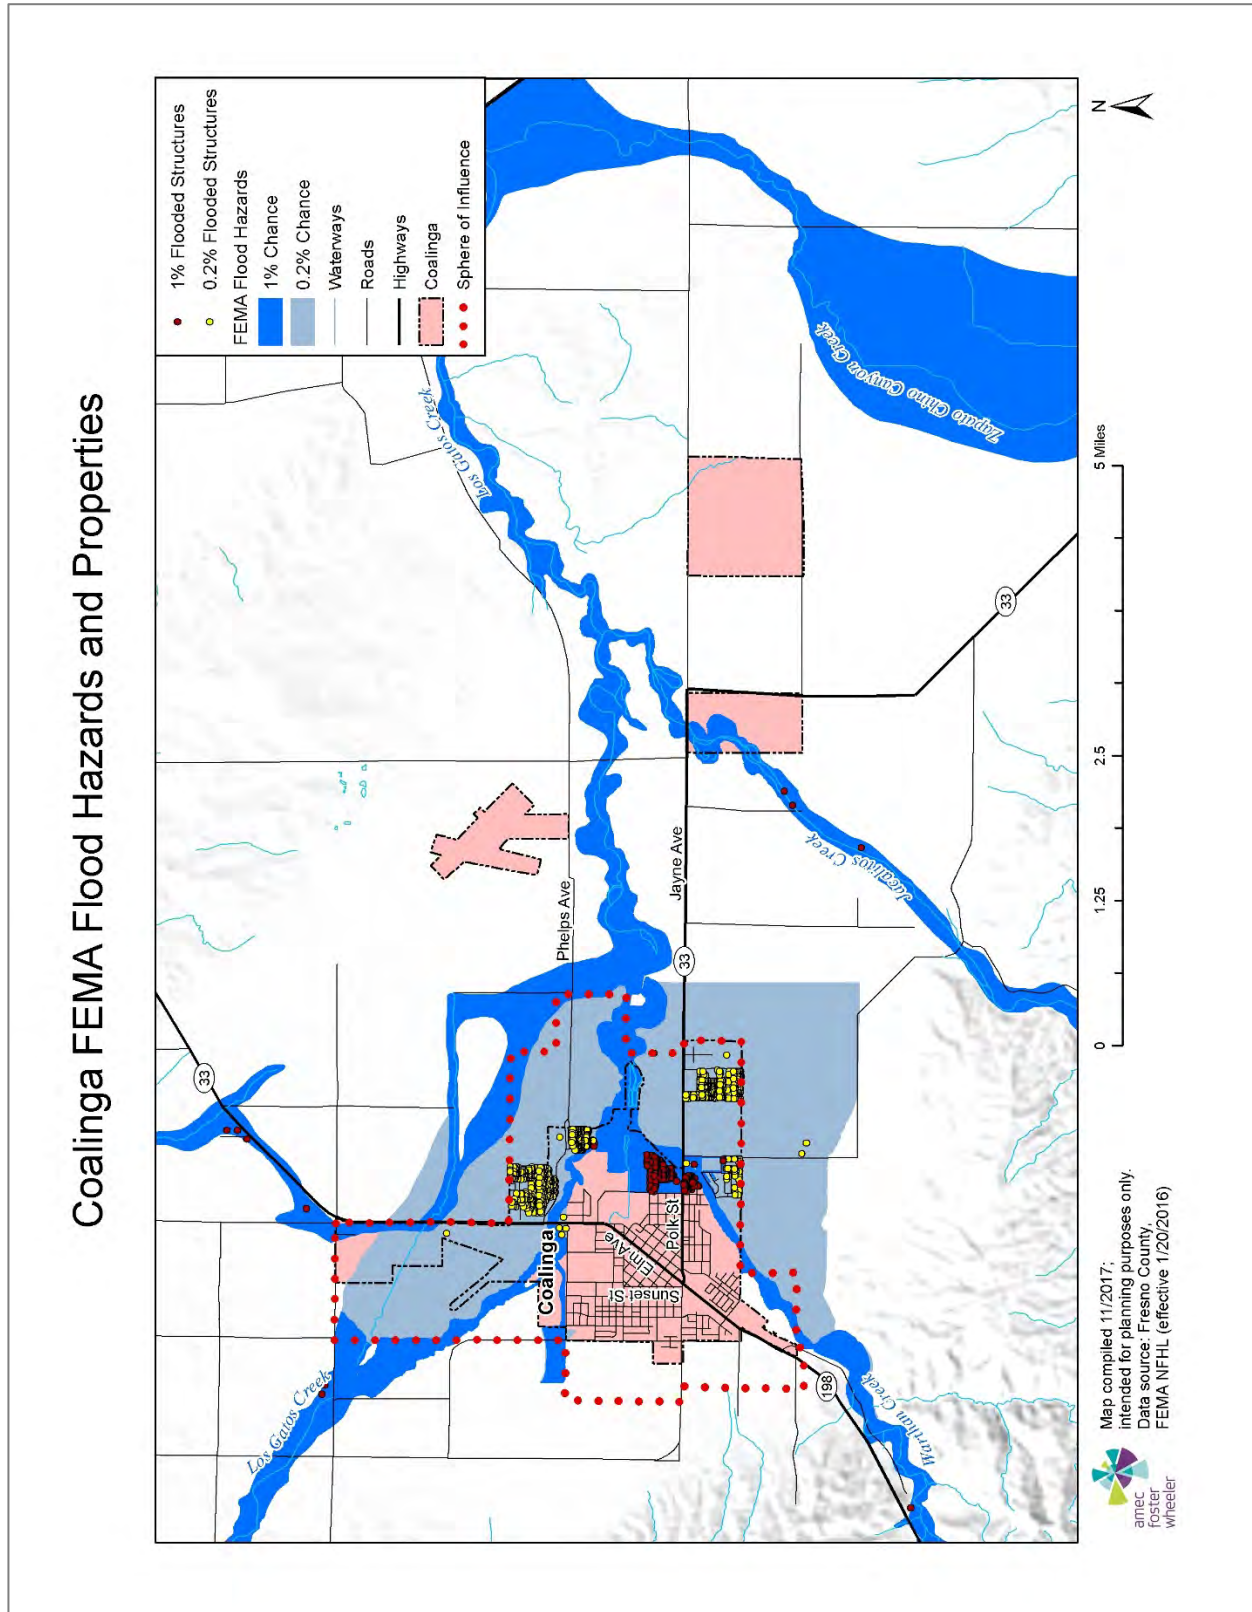 Coalinga FEMA Flood Hazards and Properties
1% Flooded Structures
0.2% Flooded Structures
FEMA Flood Hazards
1% Chance
0.2% Chance
Waterways
Roads
Highways
Coalinga
Sphere of Influence
33
Los Gatos Creek
Los Gatos Creek
Phelps Ave
Coalinga
Elm Ave
Sunset St
Polk St
33
Jayne Ave
198
Warthan Creek
Jacalitos Creek
33
Zapato Chino Canyon Creek
N
0
1.25
2.5
5 Miles
amec
foster
wheeler
Map compiled 11/2017;
intended for planning purposes only.
Data source: Fresno County,
FEMA NFHL (effective 1/20/2016)